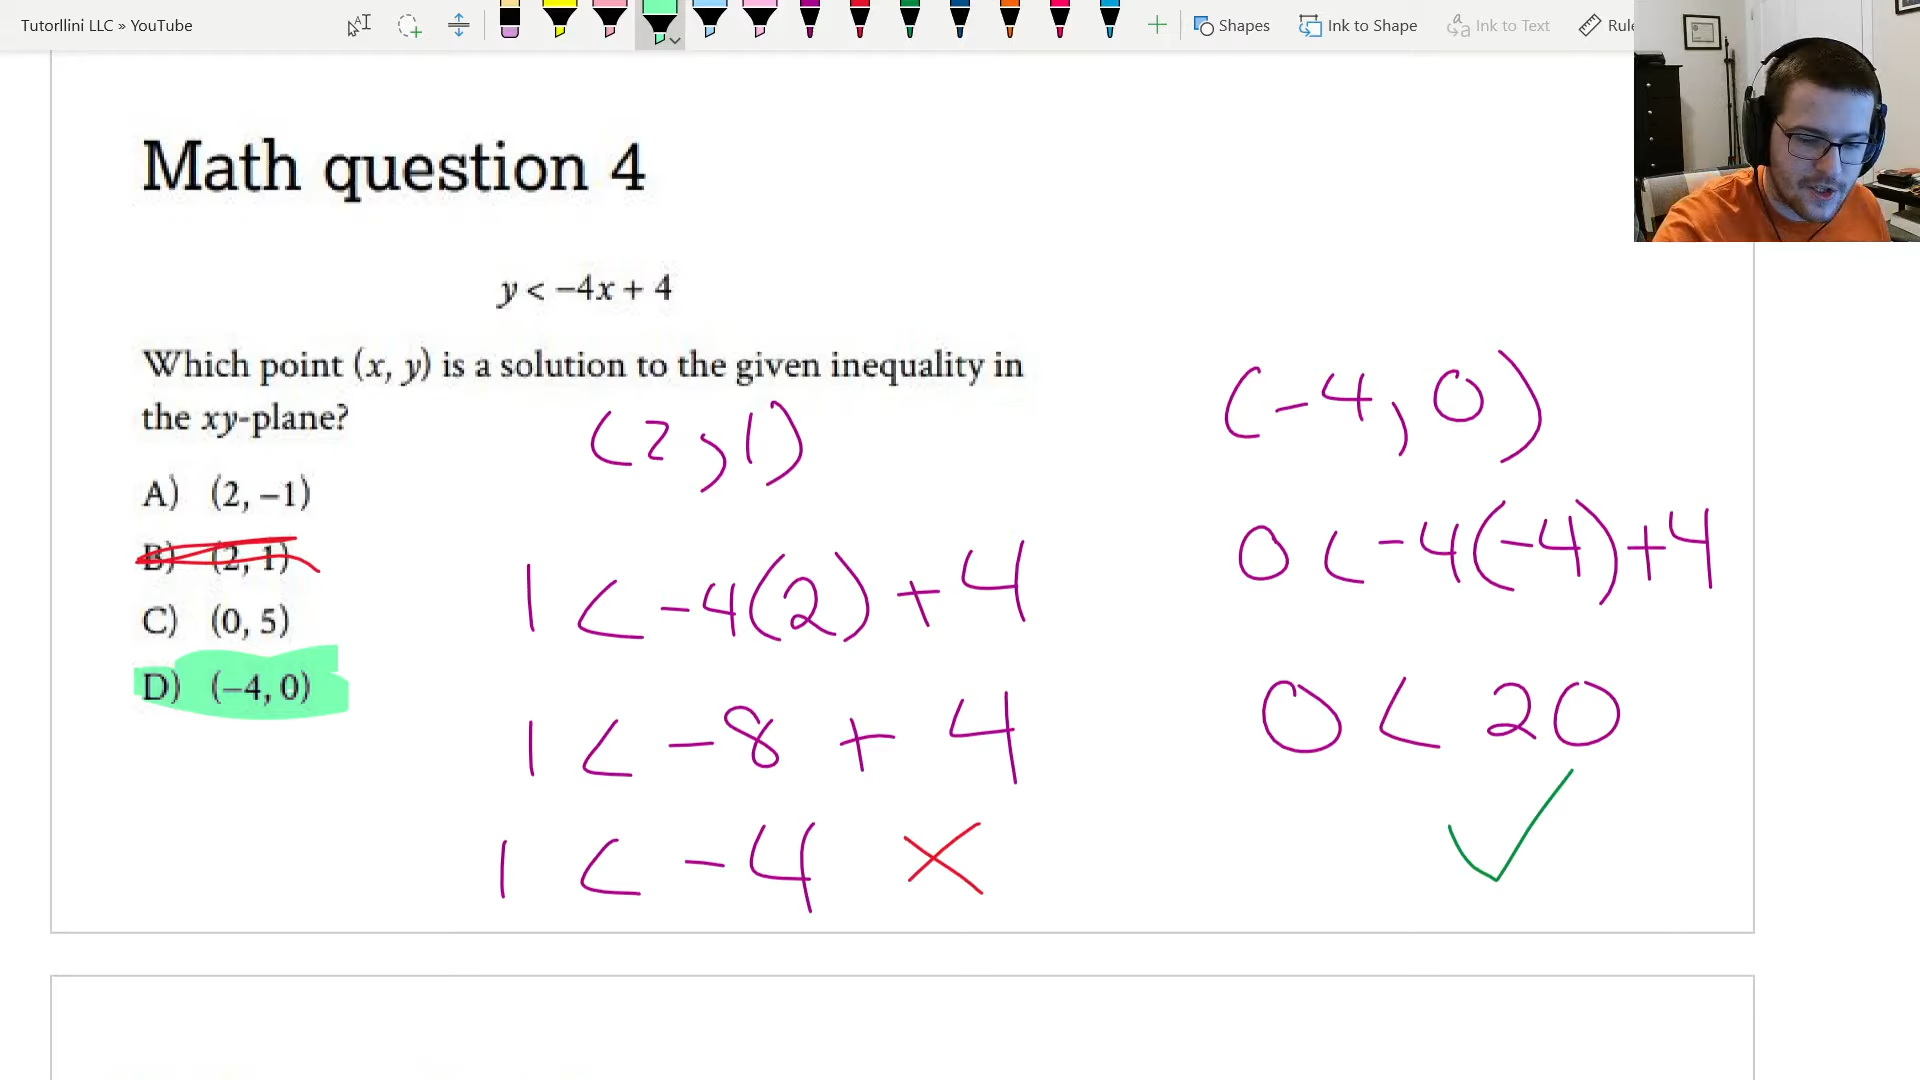 Tutorllini LLC » YouTube
Shapes
Ink to Shape
Ink to Text
Math question 4
y < −4x + 4
Which point (x, y) is a solution to the given inequality in
the xy-plane?
A) (2, −1)
B) (2, 1)
C) (0, 5)
D) (−4, 0)
(2, 1)
1 < -4(2) + 4
1 < -8 + 4
1 < -4
(-4, 0)
0 < -4(-4)+4
0 < 20